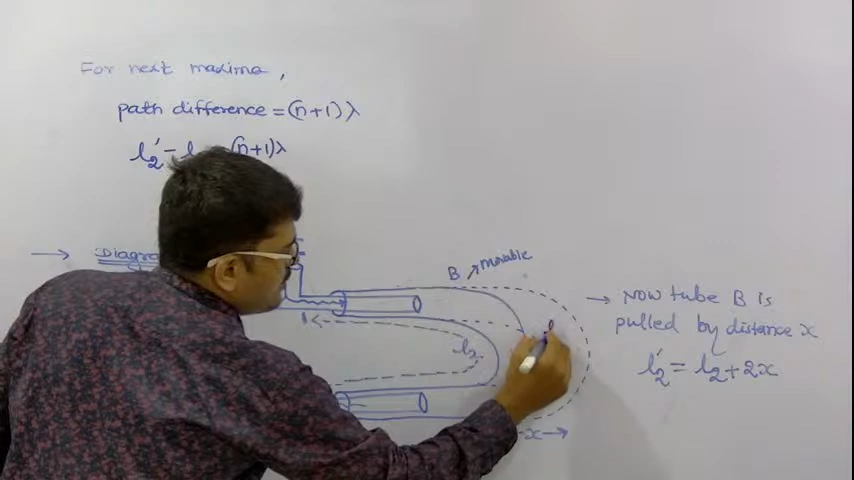 For next maxima,
path difference = (n+1) λ
l₂' - l (n+1)λ
→ Diagra
B ↗ movable
l₂
x →
→ Now tube B is
pulled by distance x
l₂' = l₂ + 2x